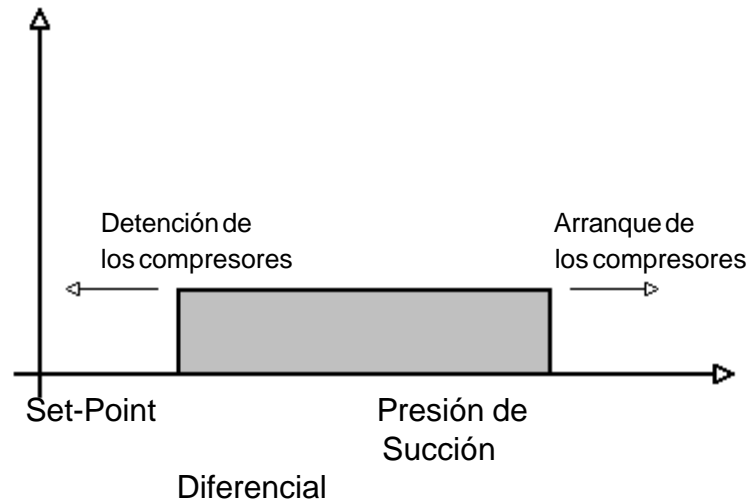 Detención de
los compresores
Arranque de
los compresores
Set-Point
Presión de
Succión
Diferencial